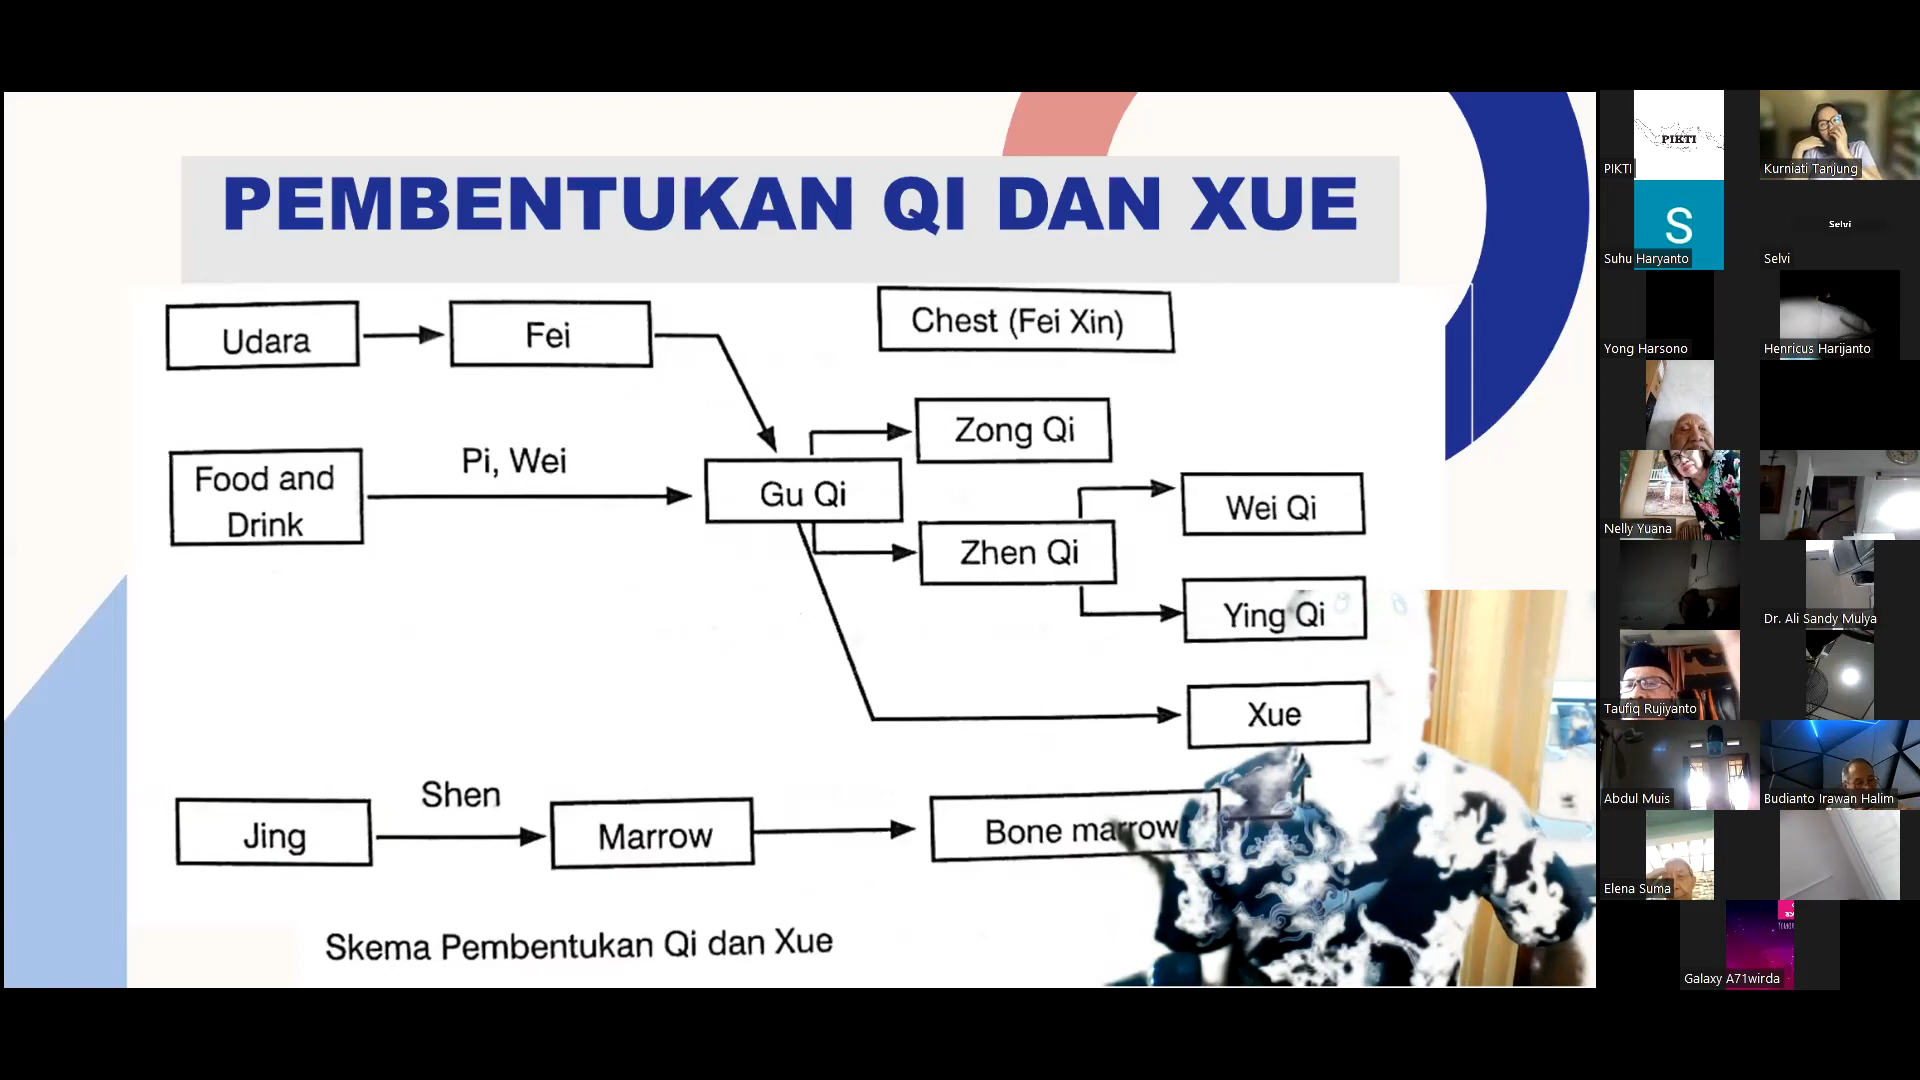 PEMBENTUKAN QI DAN XUE
Udara
Fei
Chest (Fei Xin)
Zong Qi
Food and
Drink
Pi, Wei
Gu Qi
Zhen Qi
Wei Qi
Ying Qi
Xue
Jing
Shen
Marrow
Bone marrow
Skema Pembentukan Qi dan Xue
PIKTI
PIKTI
Kurniati Tanjung
S
Suhu Haryanto
Selvi
Selvi
Yong Harsono
Henricus Harijanto
Nelly Yuana
Dr. Ali Sandy Mulya
Taufiq Rujiyanto
Abdul Muis
Budianto Irawan Halim
Elena Suma
Galaxy A71wirda